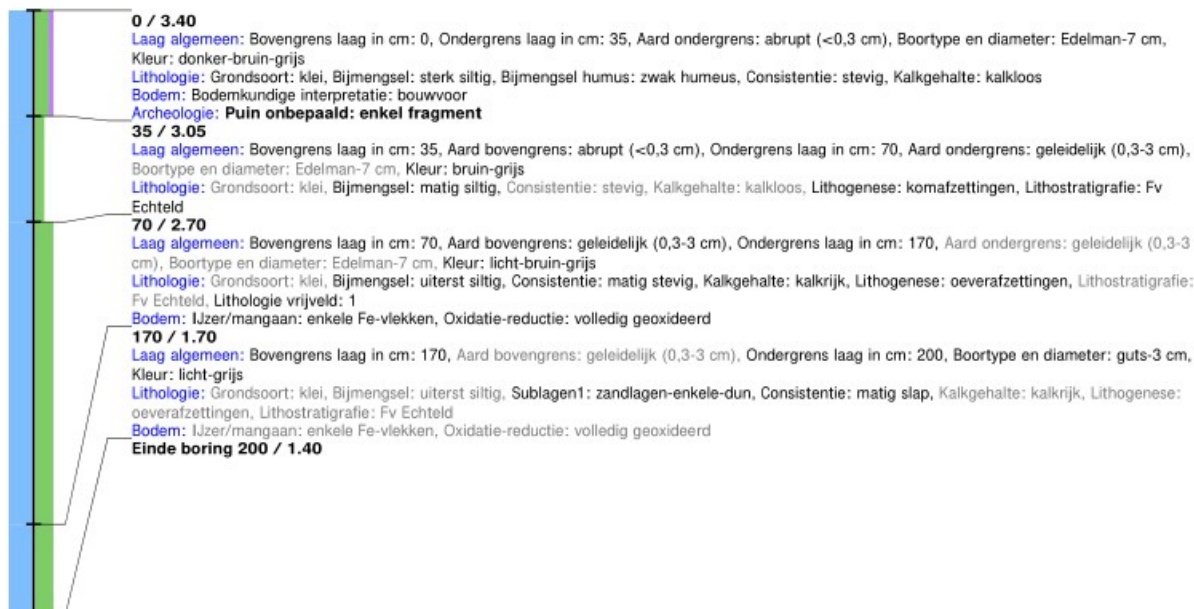 0 / 3.40
Laag algemeen: Bovengrens laag in cm: 0, Ondergrens laag in cm: 35, Aard ondergrens: abrupt (<0,3 cm), Boortype en diameter: Edelman-7 cm,
Kleur: donker-bruin-grijs
Lithologie: Grondsoort: klei, Bijmengsel: sterk siltig, Bijmengsel humus: zwak humeus, Consistentie: stevig, Kalkgehalte: kalkloos
Bodem: Bodemkundige interpretatie: bouwvoor
Archeologie: Puin onbepaald: enkel fragment
35 / 3.05
Laag algemeen: Bovengrens laag in cm: 35, Aard bovengrens: abrupt (<0,3 cm), Ondergrens laag in cm: 70, Aard ondergrens: geleidelijk (0,3-3 cm),
Boortype en diameter: Edelman-7 cm, Kleur: bruin-grijs
Lithologie: Grondsoort: klei, Bijmengsel: matig siltig, Consistentie: stevig, Kalkgehalte: kalkloos, Lithogenese: komafzettingen, Lithostratigrafie: Fv
Echteld
70 / 2.70
Laag algemeen: Bovengrens laag in cm: 70, Aard bovengrens: geleidelijk (0,3-3 cm), Ondergrens laag in cm: 170, Aard ondergrens: geleidelijk (0,3-3
cm), Boortype en diameter: Edelman-7 cm, Kleur: licht-bruin-grijs
Lithologie: Grondsoort: klei, Bijmengsel: uiterst siltig, Consistentie: matig stevig, Kalkgehalte: kalkrijk, Lithogenese: oeverafzettingen, Lithostratigrafie:
Fv Echteld, Lithologie vrijveld: 1
Bodem: IJzer/mangaan: enkele Fe-vlekken, Oxidatie-reductie: volledig geoxideerd
170 / 1.70
Laag algemeen: Bovengrens laag in cm: 170, Aard bovengrens: geleidelijk (0,3-3 cm), Ondergrens laag in cm: 200, Boortype en diameter: guts-3 cm,
Kleur: licht-grijs
Lithologie: Grondsoort: klei, Bijmengsel: uiterst siltig, Sublagen1: zandlagen-enkele-dun, Consistentie: matig slap, Kalkgehalte: kalkrijk, Lithogenese:
oeverafzettingen, Lithostratigrafie: Fv Echteld
Bodem: IJzer/mangaan: enkele Fe-vlekken, Oxidatie-reductie: volledig geoxideerd
Einde boring 200 / 1.40